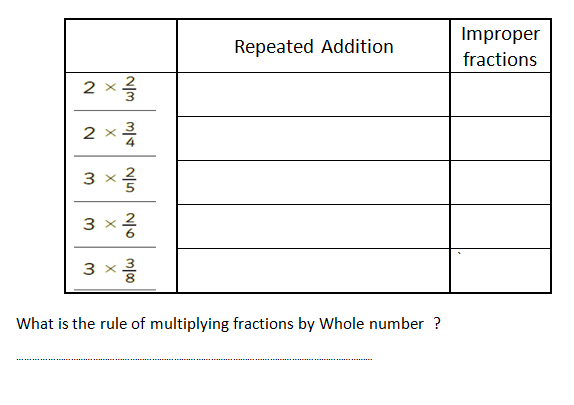 Repeated Addition
Improper
fractions
2 × 2/3
2 × 3/4
3 × 2/5
3 × 2/6
3 × 3/8
What is the rule of multiplying fractions by Whole number ?